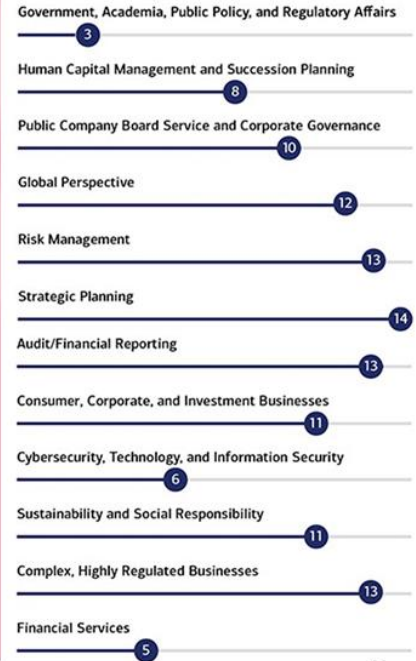 Government, Academia, Public Policy, and Regulatory Affairs
3
Human Capital Management and Succession Planning
8
Public Company Board Service and Corporate Governance
10
Global Perspective
12
Risk Management
13
Strategic Planning
14
Audit/Financial Reporting
13
Consumer, Corporate, and Investment Businesses
11
Cybersecurity, Technology, and Information Security
6
Sustainability and Social Responsibility
11
Complex, Highly Regulated Businesses
13
Financial Services
5